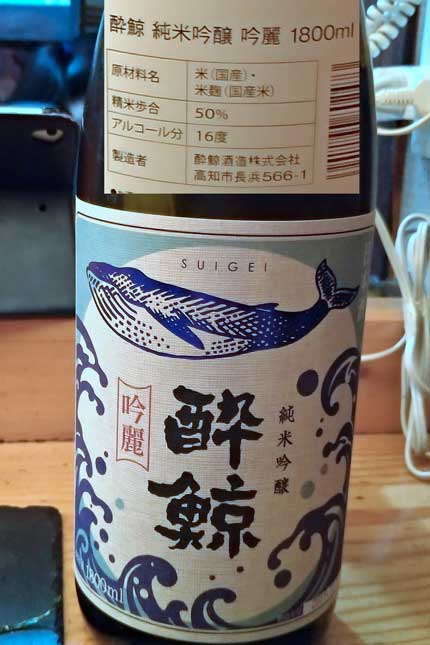 酔鯨 純米吟醸 吟麗 1800ml
原材料名 米(国産)・
米麹(国産米)
精米歩合 50%
アルコール分 16度
製造者 酔鯨酒造株式会社
高知市長浜566-1
SUIGEI
純米吟醸
酔鯨
吟麗
1800ml